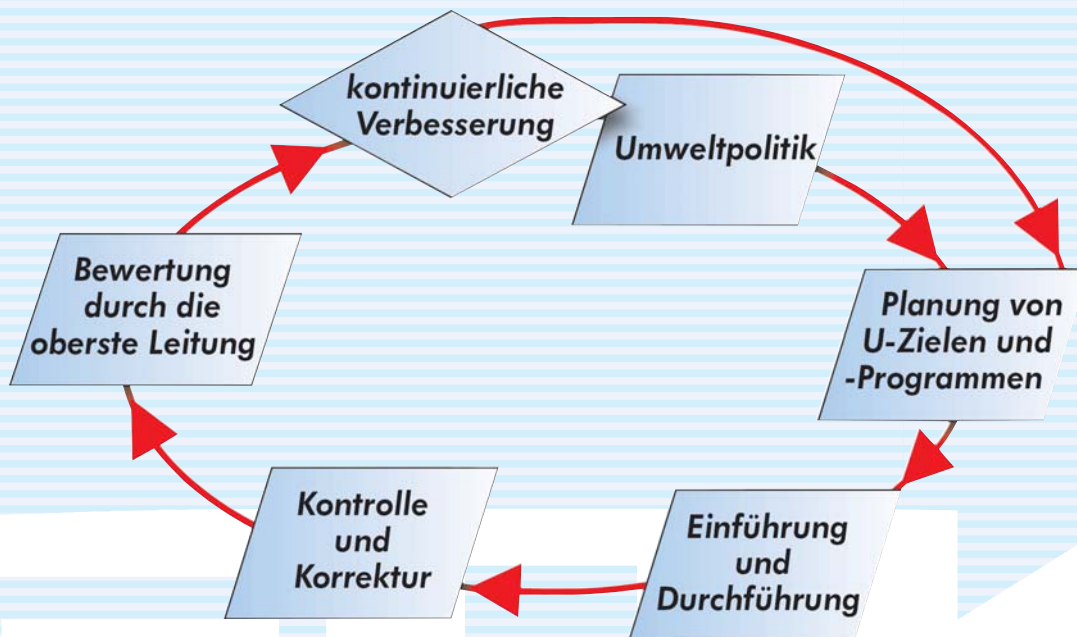 kontinuierliche
Verbesserung
Umweltpolitik
Bewertung
durch die
oberste Leitung
Planung von
U-Zielen und
-Programmen
Kontrolle
und
Korrektur
Einführung
und
Durchführung